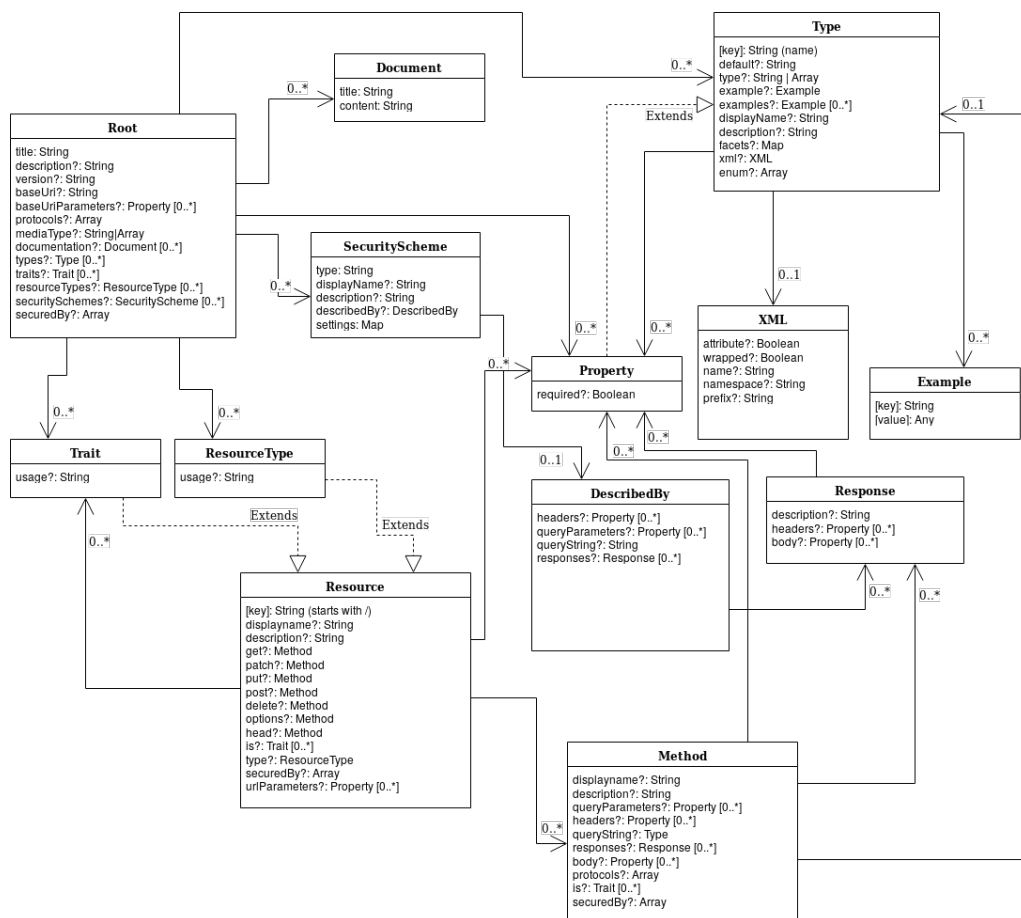 Type
[key]: String (name)
default?: String
type?: String | Array
example?: Example
examples?: Example [0..*]
displayName?: String
description?: String
facets?: Map
xml?: XML
enum?: Array
0..*
Extends
0..1
Document
title: String
content: String
0..*
Root
title: String
description?: String
version?: String
baseUri?: String
baseUriParameters?: Property [0..*]
protocols?: Array
mediaType?: String|Array
documentation?: Document [0..*]
types?: Type [0..*]
traits?: Trait [0..*]
resourceTypes?: ResourceType [0..*]
securitySchemes?: SecurityScheme [0..*]
securedBy?: Array
0..*
SecurityScheme
type: String
displayName?: String
description?: String
describedBy?: DescribedBy
settings: Map
0..1
XML
attribute?: Boolean
wrapped?: Boolean
name?: String
namespace?: String
prefix?: String
0..*
0..*
0..*
0..*
Property
required?: Boolean
Example
[key]: String
[value]: Any
0..*
0..*
Trait
usage?: String
ResourceType
usage?: String
0..*
0..*
0..1
DescribedBy
headers?: Property [0..*]
queryParameters?: Property [0..*]
queryString?: String
responses?: Response [0..*]
Response
description?: String
headers?: Property [0..*]
body?: Property [0..*]
Extends
Extends
0..*
0..*
0..*
Resource
[key]: String (starts with /)
displayname?: String
description?: String
get?: Method
patch?: Method
put?: Method
post?: Method
delete?: Method
options?: Method
head?: Method
is?: Trait [0..*]
type?: ResourceType
securedBy?: Array
uriParameters?: Property [0..*]
0..*
Method
displayname?: String
description?: String
queryParameters?: Property [0..*]
headers?: Property [0..*]
queryString?: Type
responses?: Response [0..*]
body?: Property [0..*]
protocols?: Array
is?: Trait [0..*]
securedBy?: Array